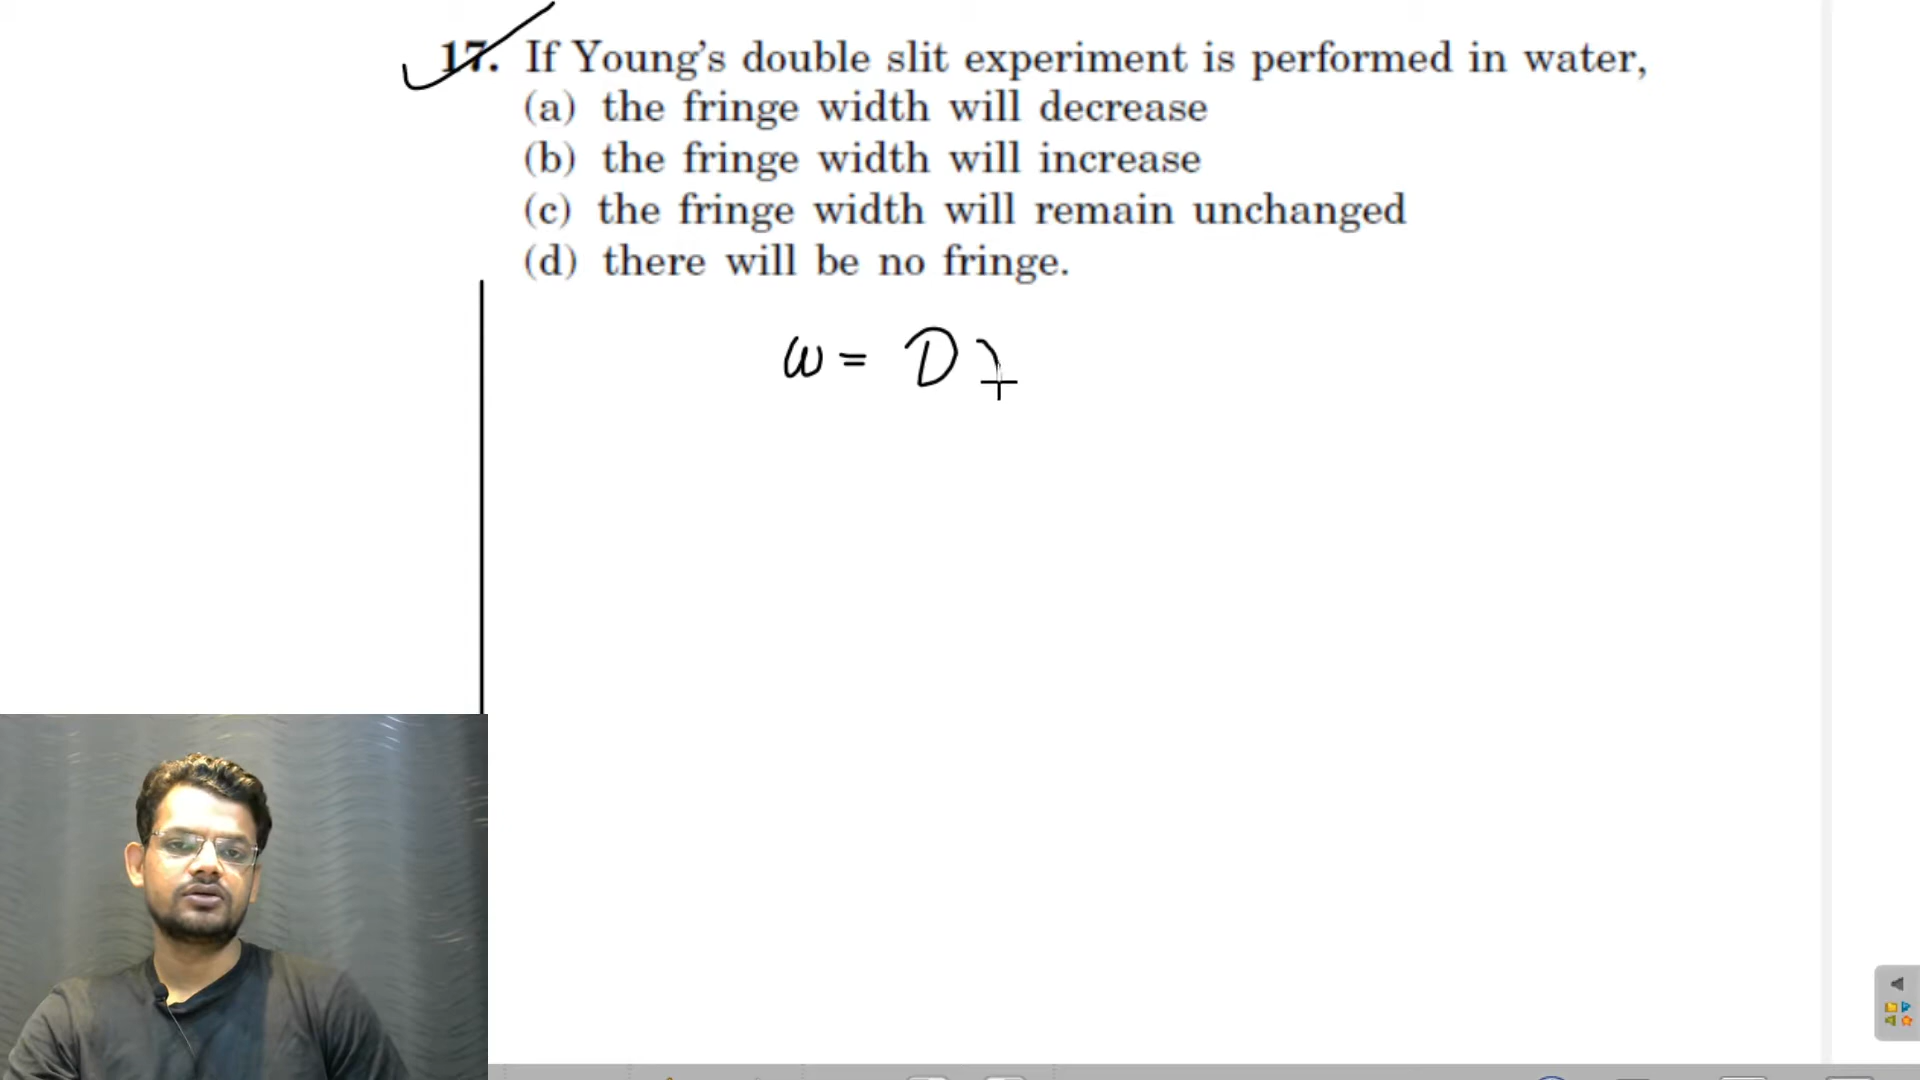 17. If Young's double slit experiment is performed in water,
(a) the fringe width will decrease
(b) the fringe width will increase
(c) the fringe width will remain unchanged
(d) there will be no fringe.
ω = D